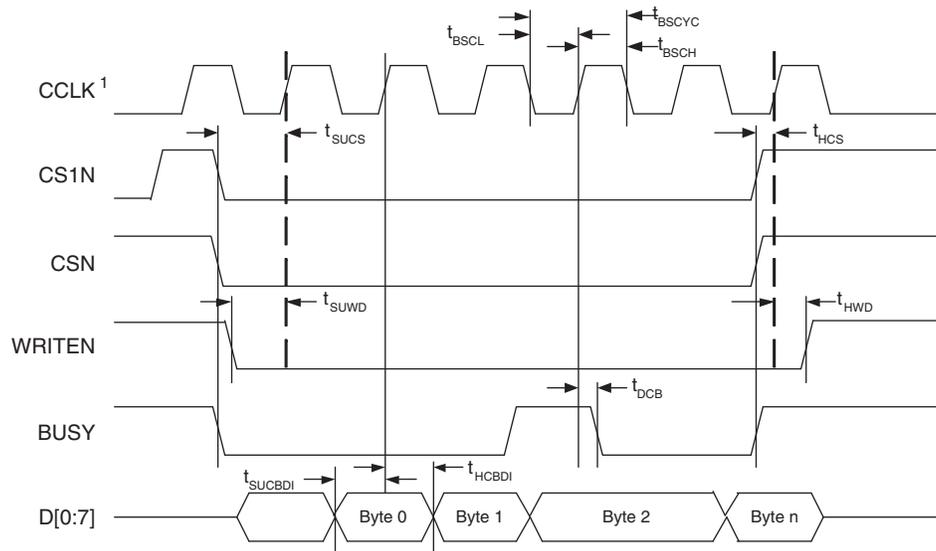 tBSCYC
tBSCL
tBSCH
CCLK 1
tSUCS
tHCS
CS1N
CSN
tSUWD
tHWD
WRITEN
tDCB
BUSY
tSUCBDI
tHCBDI
D[0:7]
Byte 0
Byte 1
Byte 2
Byte n